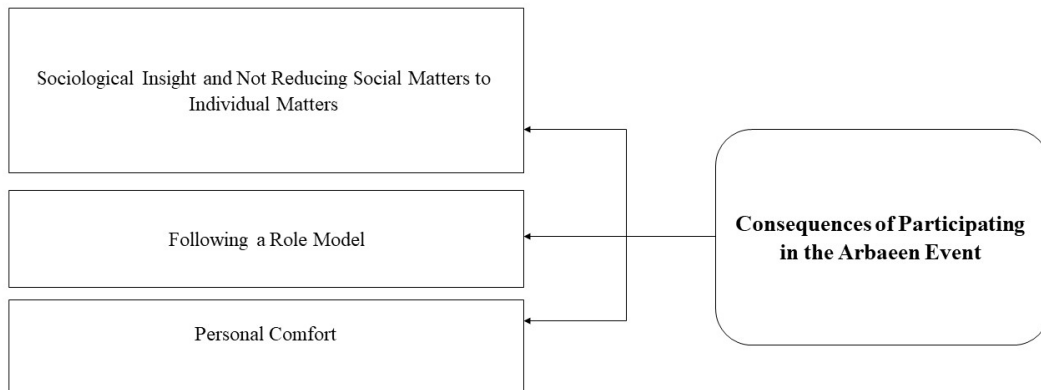 Sociological Insight and Not Reducing Social Matters to
Individual Matters
Following a Role Model
Personal Comfort
Consequences of Participating
in the Arbaeen Event